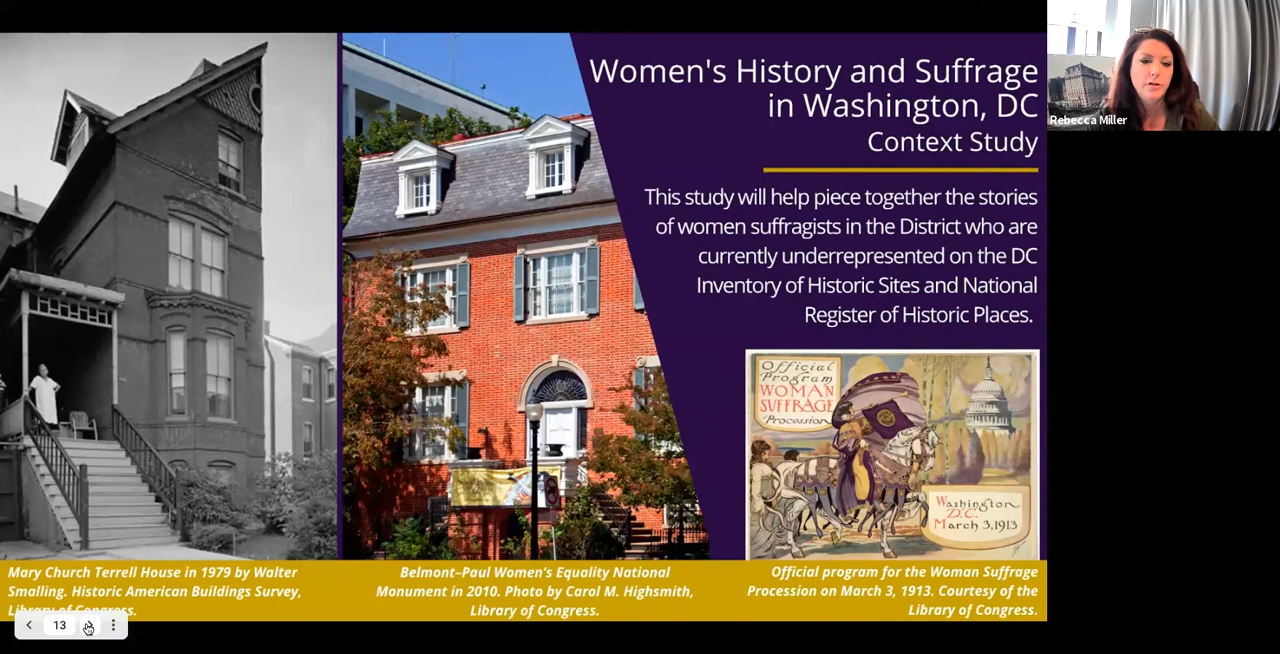 Women's History and Suffrage
in Washington, DC
Context Study
This study will help piece together the stories
of women suffragists in the District who are
currently underrepresented on the DC
Inventory of Historic Sites and National
Register of Historic Places.
Official
Program
WOMAN
SUFFRAGE
Procession
Washington
D.C.
March 3, 1913
Mary Church Terrell House in 1979 by Walter
Smalling. Historic American Buildings Survey,
Library of Congress.
Belmont–Paul Women's Equality National
Monument in 2010. Photo by Carol M. Highsmith,
Library of Congress.
Official program for the Woman Suffrage
Procession on March 3, 1913. Courtesy of the
Library of Congress.
13
Rebecca Miller